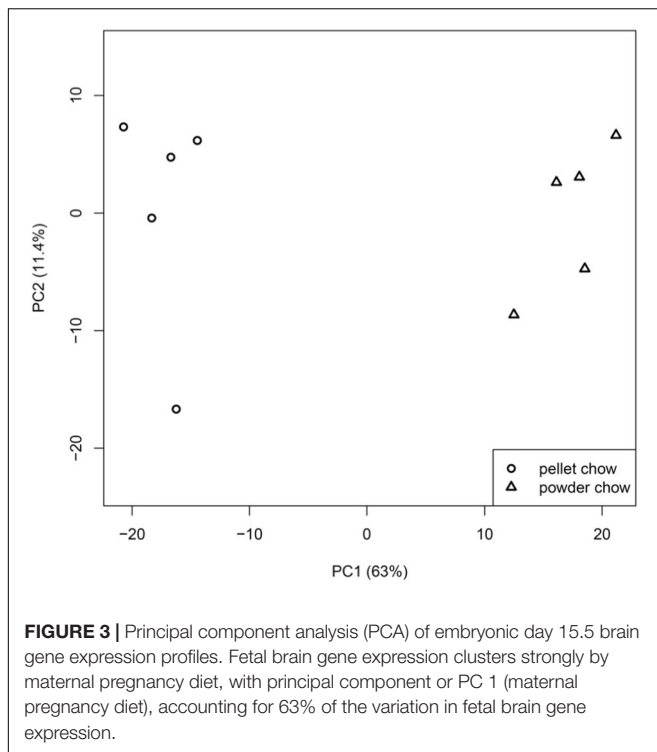 10
0
−10
−20
PC2 (11.4%)
−20 −10 0 10 20
PC1 (63%)
pellet chow
powder chow
FIGURE 3 | Principal component analysis (PCA) of embryonic day 15.5 brain
gene expression profiles. Fetal brain gene expression clusters strongly by
maternal pregnancy diet, with principal component or PC 1 (maternal
pregnancy diet), accounting for 63% of the variation in fetal brain gene
expression.